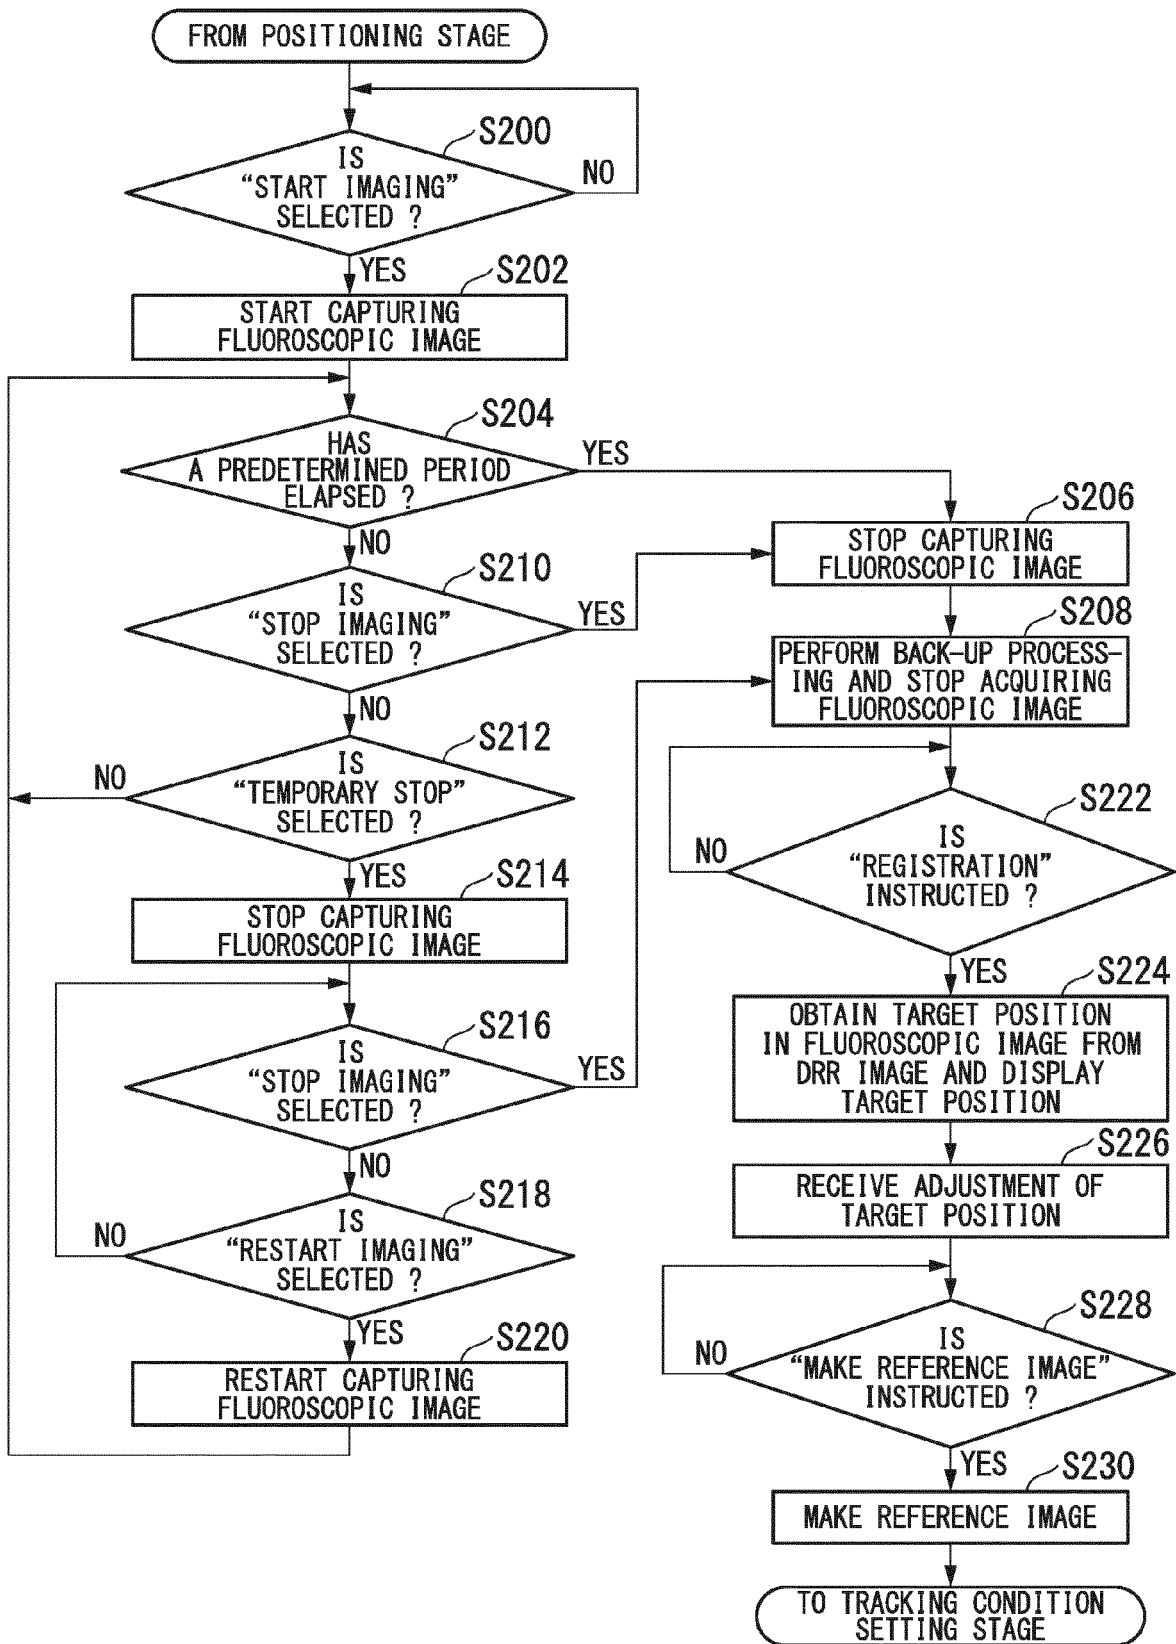 FROM POSITIONING STAGE
S200
IS
“START IMAGING”
SELECTED ?
NO
YES
S202
START CAPTURING
FLUOROSCOPIC IMAGE
S204
HAS
A PREDETERMINED PERIOD
ELAPSED ?
YES
NO
S210
IS
“STOP IMAGING”
SELECTED ?
YES
NO
S212
IS
“TEMPORARY STOP”
SELECTED ?
NO
YES
S214
STOP CAPTURING
FLUOROSCOPIC IMAGE
S216
IS
“STOP IMAGING”
SELECTED ?
YES
NO
S218
IS
“RESTART IMAGING”
SELECTED ?
NO
YES
S220
RESTART CAPTURING
FLUOROSCOPIC IMAGE
S206
STOP CAPTURING
FLUOROSCOPIC IMAGE
S208
PERFORM BACK-UP PROCESS-
ING AND STOP ACQUIRING
FLUOROSCOPIC IMAGE
S222
IS
“REGISTRATION”
INSTRUCTED ?
NO
YES
S224
OBTAIN TARGET POSITION
IN FLUOROSCOPIC IMAGE FROM
DRR IMAGE AND DISPLAY
TARGET POSITION
S226
RECEIVE ADJUSTMENT OF
TARGET POSITION
S228
IS
“MAKE REFERENCE IMAGE”
INSTRUCTED ?
NO
YES
S230
MAKE REFERENCE IMAGE
TO TRACKING CONDITION
SETTING STAGE